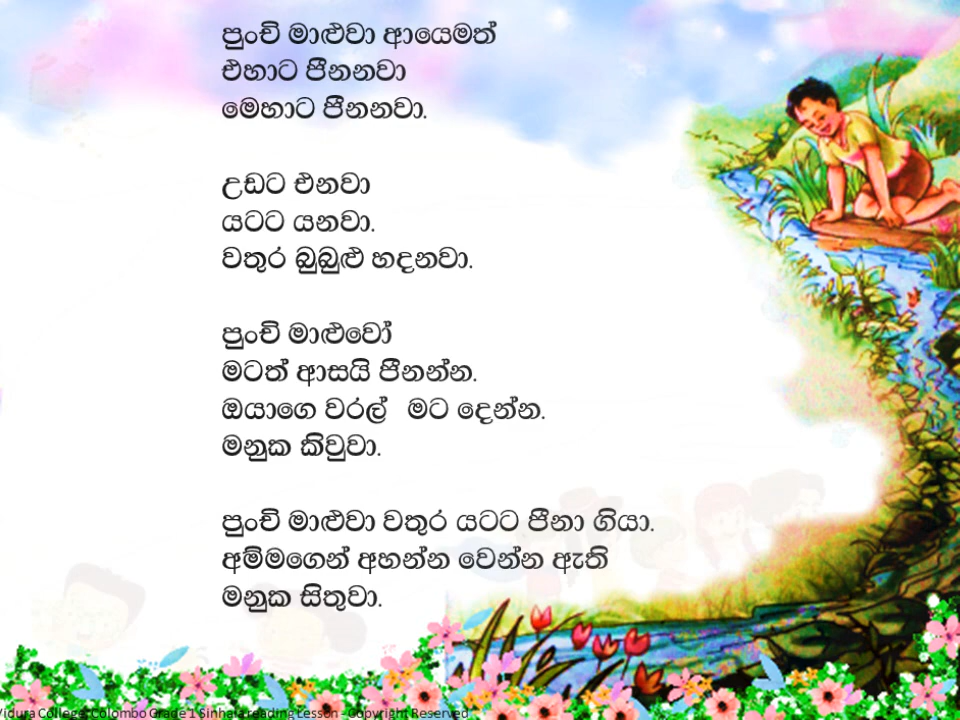 පුංචි මාළුවා ආයෙමත්
එහාට පීනනවා
මෙහාට පීනනවා.
උඩට එනවා
යටට යනවා.
වතුර බුබුළු හදනවා.
පුංචි මාළුවෝ
මටත් ආසයි පීනන්න.
ඔයාගෙ වරල් මට දෙන්න.
මනුක කිවුවා.
පුංචි මාළුවා වතුර යටට පීනා ගියා.
අම්මගෙන් අහන්න වෙන්න ඇති
මනුක සිතුවා.
Vidura College, Colombo Grade 1 Sinhala reading Lesson - Copyright Reserved